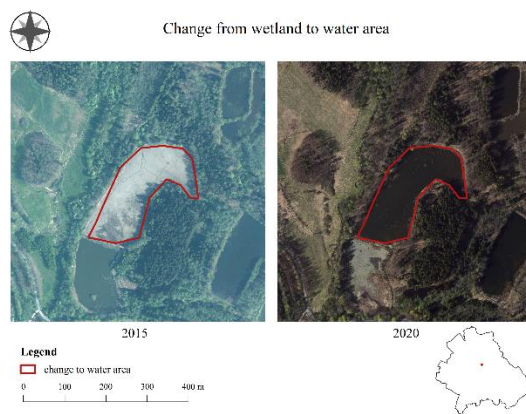 Change from wetland to water area
2015
2020
Legend
change to water area
0 100 200 300 400 m